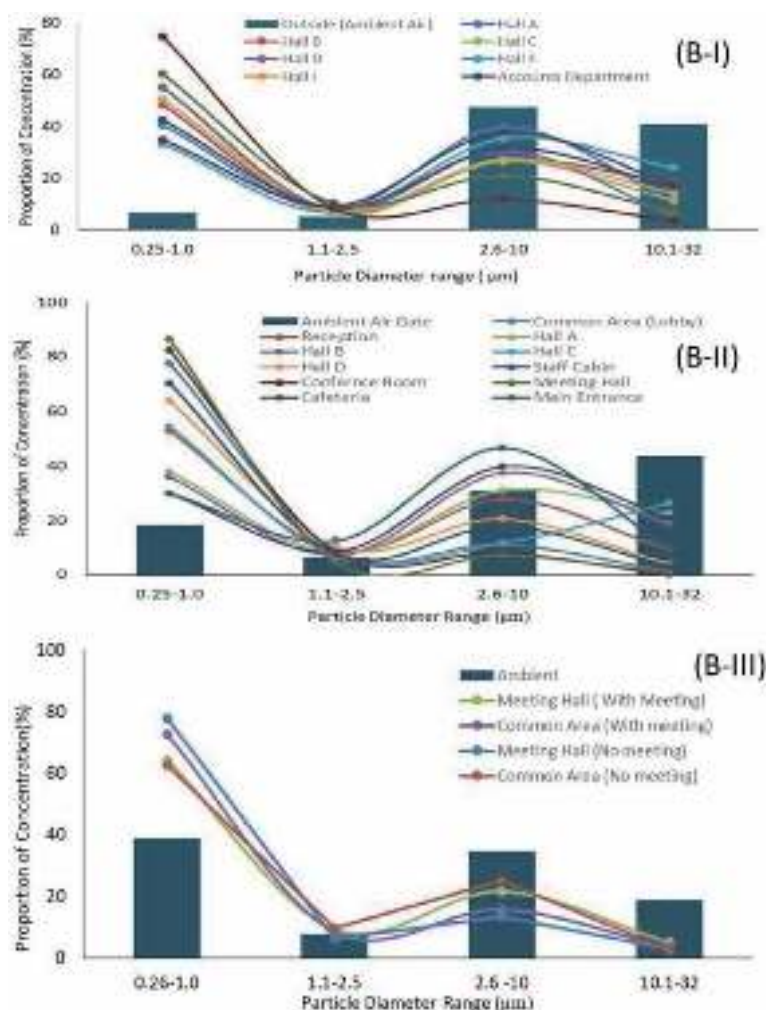 (B-I)
80
60
40
20
0
Proportion of Concentration (%)
Outside (Ambient Air)
Hall A
Hall B
Hall C
Hall D
Hall
Hall
Accounts Department
0.25-1.0
1.1-2.5
2.6-10
10.1-32
Particle Diameter range ( µm)
(B-II)
100
80
60
40
20
0
Proportion of Concentration (%)
Ambient Air Gate
Common Area (Lobby)
Reception
Hall A
Hall B
Hall C
Hall D
Staff Cabin
Conference Room
Meeting Hall
Cafeteria
Main Entrance
0.25-1.0
1.1-2.5
2.6-10
10.1-32
Particle Diameter Range (µm)
(B-III)
100
80
60
40
20
0
Proportion of Concentration(%)
Ambient
Meeting Hall ( With Meeting)
Common Area (With meeting)
Meeting Hall (No meeting)
Common Area (No meeting)
0.26-1.0
1.1-2.5
2.6 -10
10.1-32
Particle Diameter Range (µm)